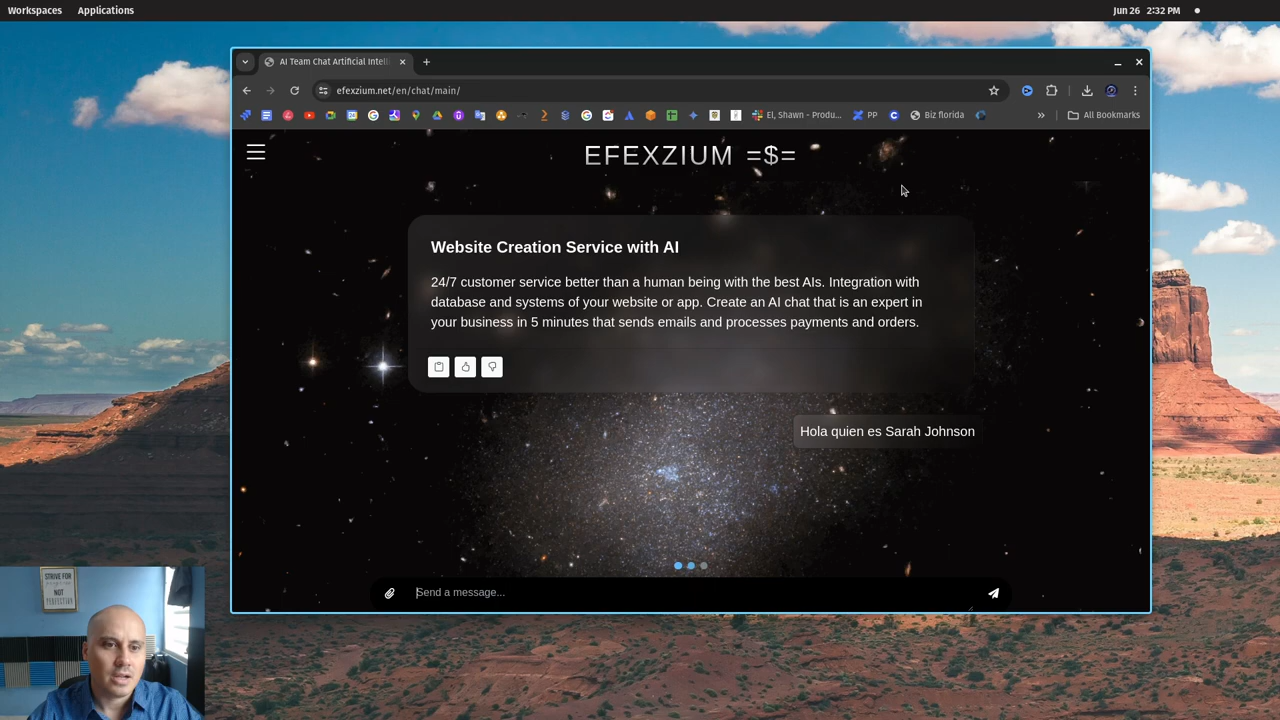 Workspaces Applications Jun 26 2:32 PM
AI Team Chat Artificial Intel
efexzium.net/en/chat/main/
El, Shawn - Produ... PP Biz florida All Bookmarks
EFEXZIUM =$=
Website Creation Service with AI
24/7 customer service better than a human being with the best AIs. Integration with
database and systems of your website or app. Create an AI chat that is an expert in
your business in 5 minutes that sends emails and processes payments and orders.
Hola quien es Sarah Johnson
Send a message...
STRIVE FOR
NOT
PERFECTION